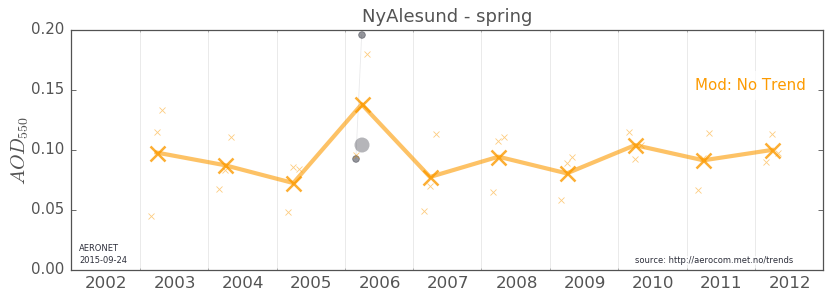 NyAlesund - spring
0.20
0.15
0.10
0.05
0.00
AOD550
Mod: No Trend
AERONET
2015-09-24
source: http://aerocom.met.no/trends
2002 2003 2004 2005 2006 2007 2008 2009 2010 2011 2012